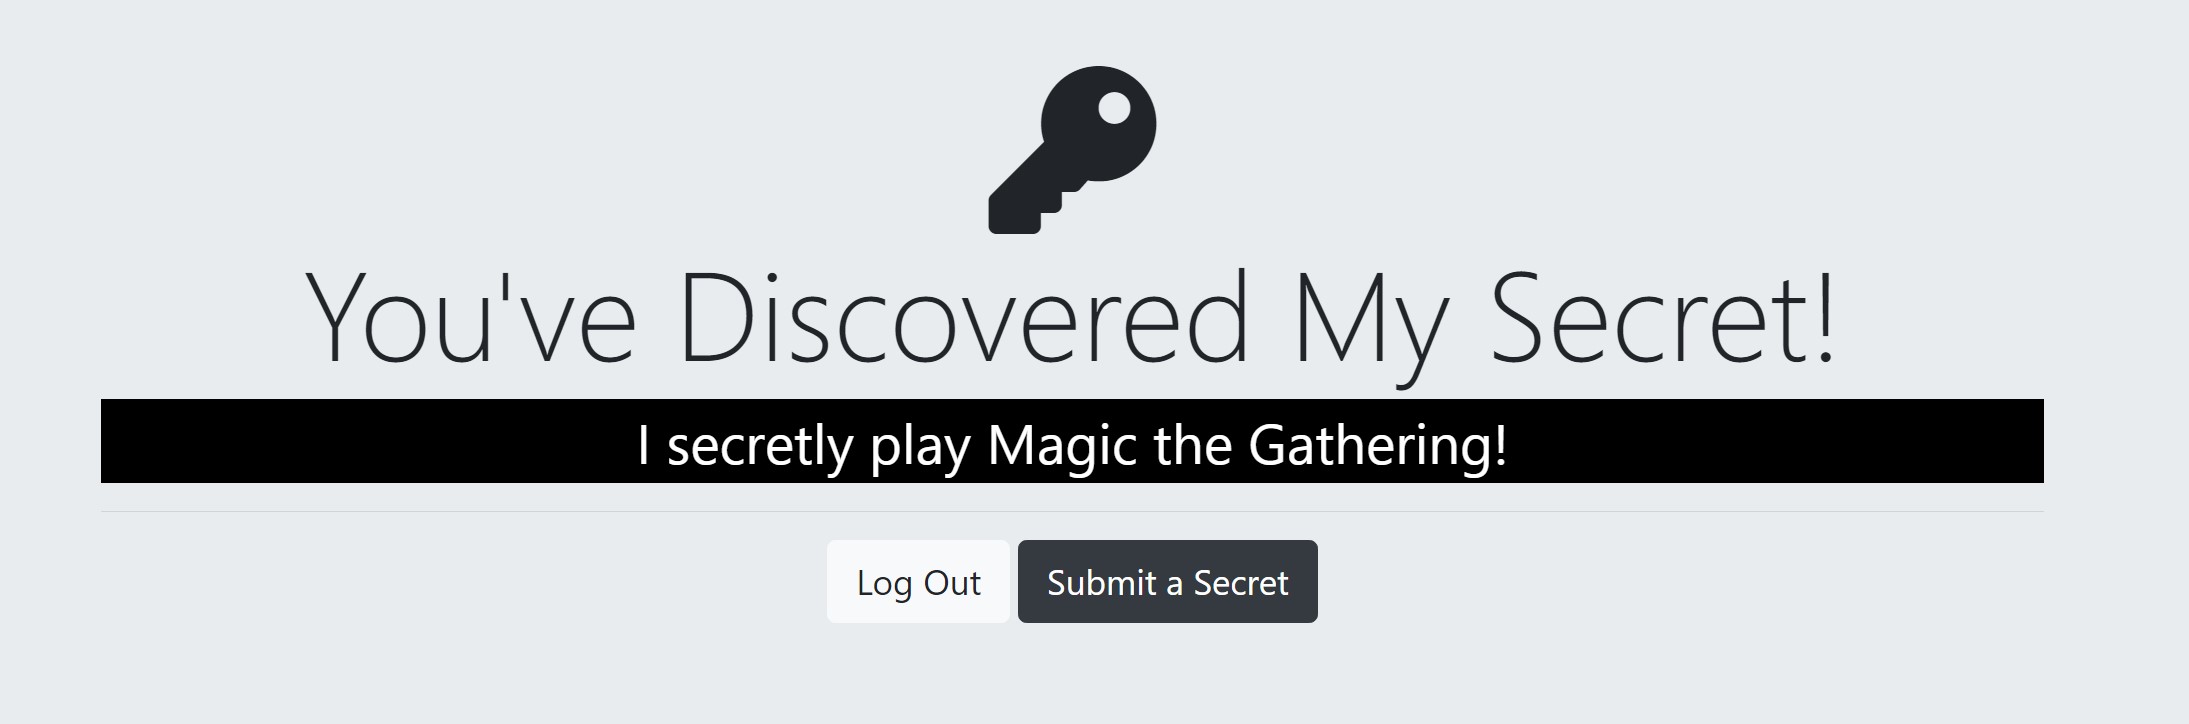 You've Discovered My Secret!
I secretly play Magic the Gathering!
Log Out Submit a Secret